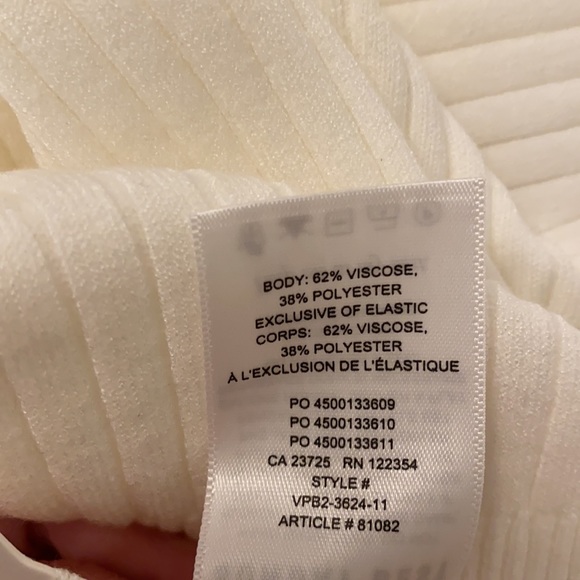 BODY: 62% VISCOSE,
38% POLYESTER
EXCLUSIVE OF ELASTIC
CORPS: 62% VISCOSE,
38% POLYESTER
À L'EXCLUSION DE L'ÉLASTIQUE
PO 4500133609
PO 4500133610
PO 4500133611
CA 23725 RN 122354
STYLE #
VPB2-3624-11
ARTICLE # 81082